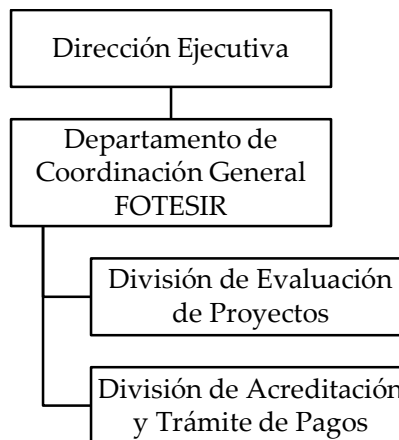 Dirección Ejecutiva
Departamento de
Coordinación General
FOTESIR
División de Evaluación
de Proyectos
División de Acreditación
y Trámite de Pagos